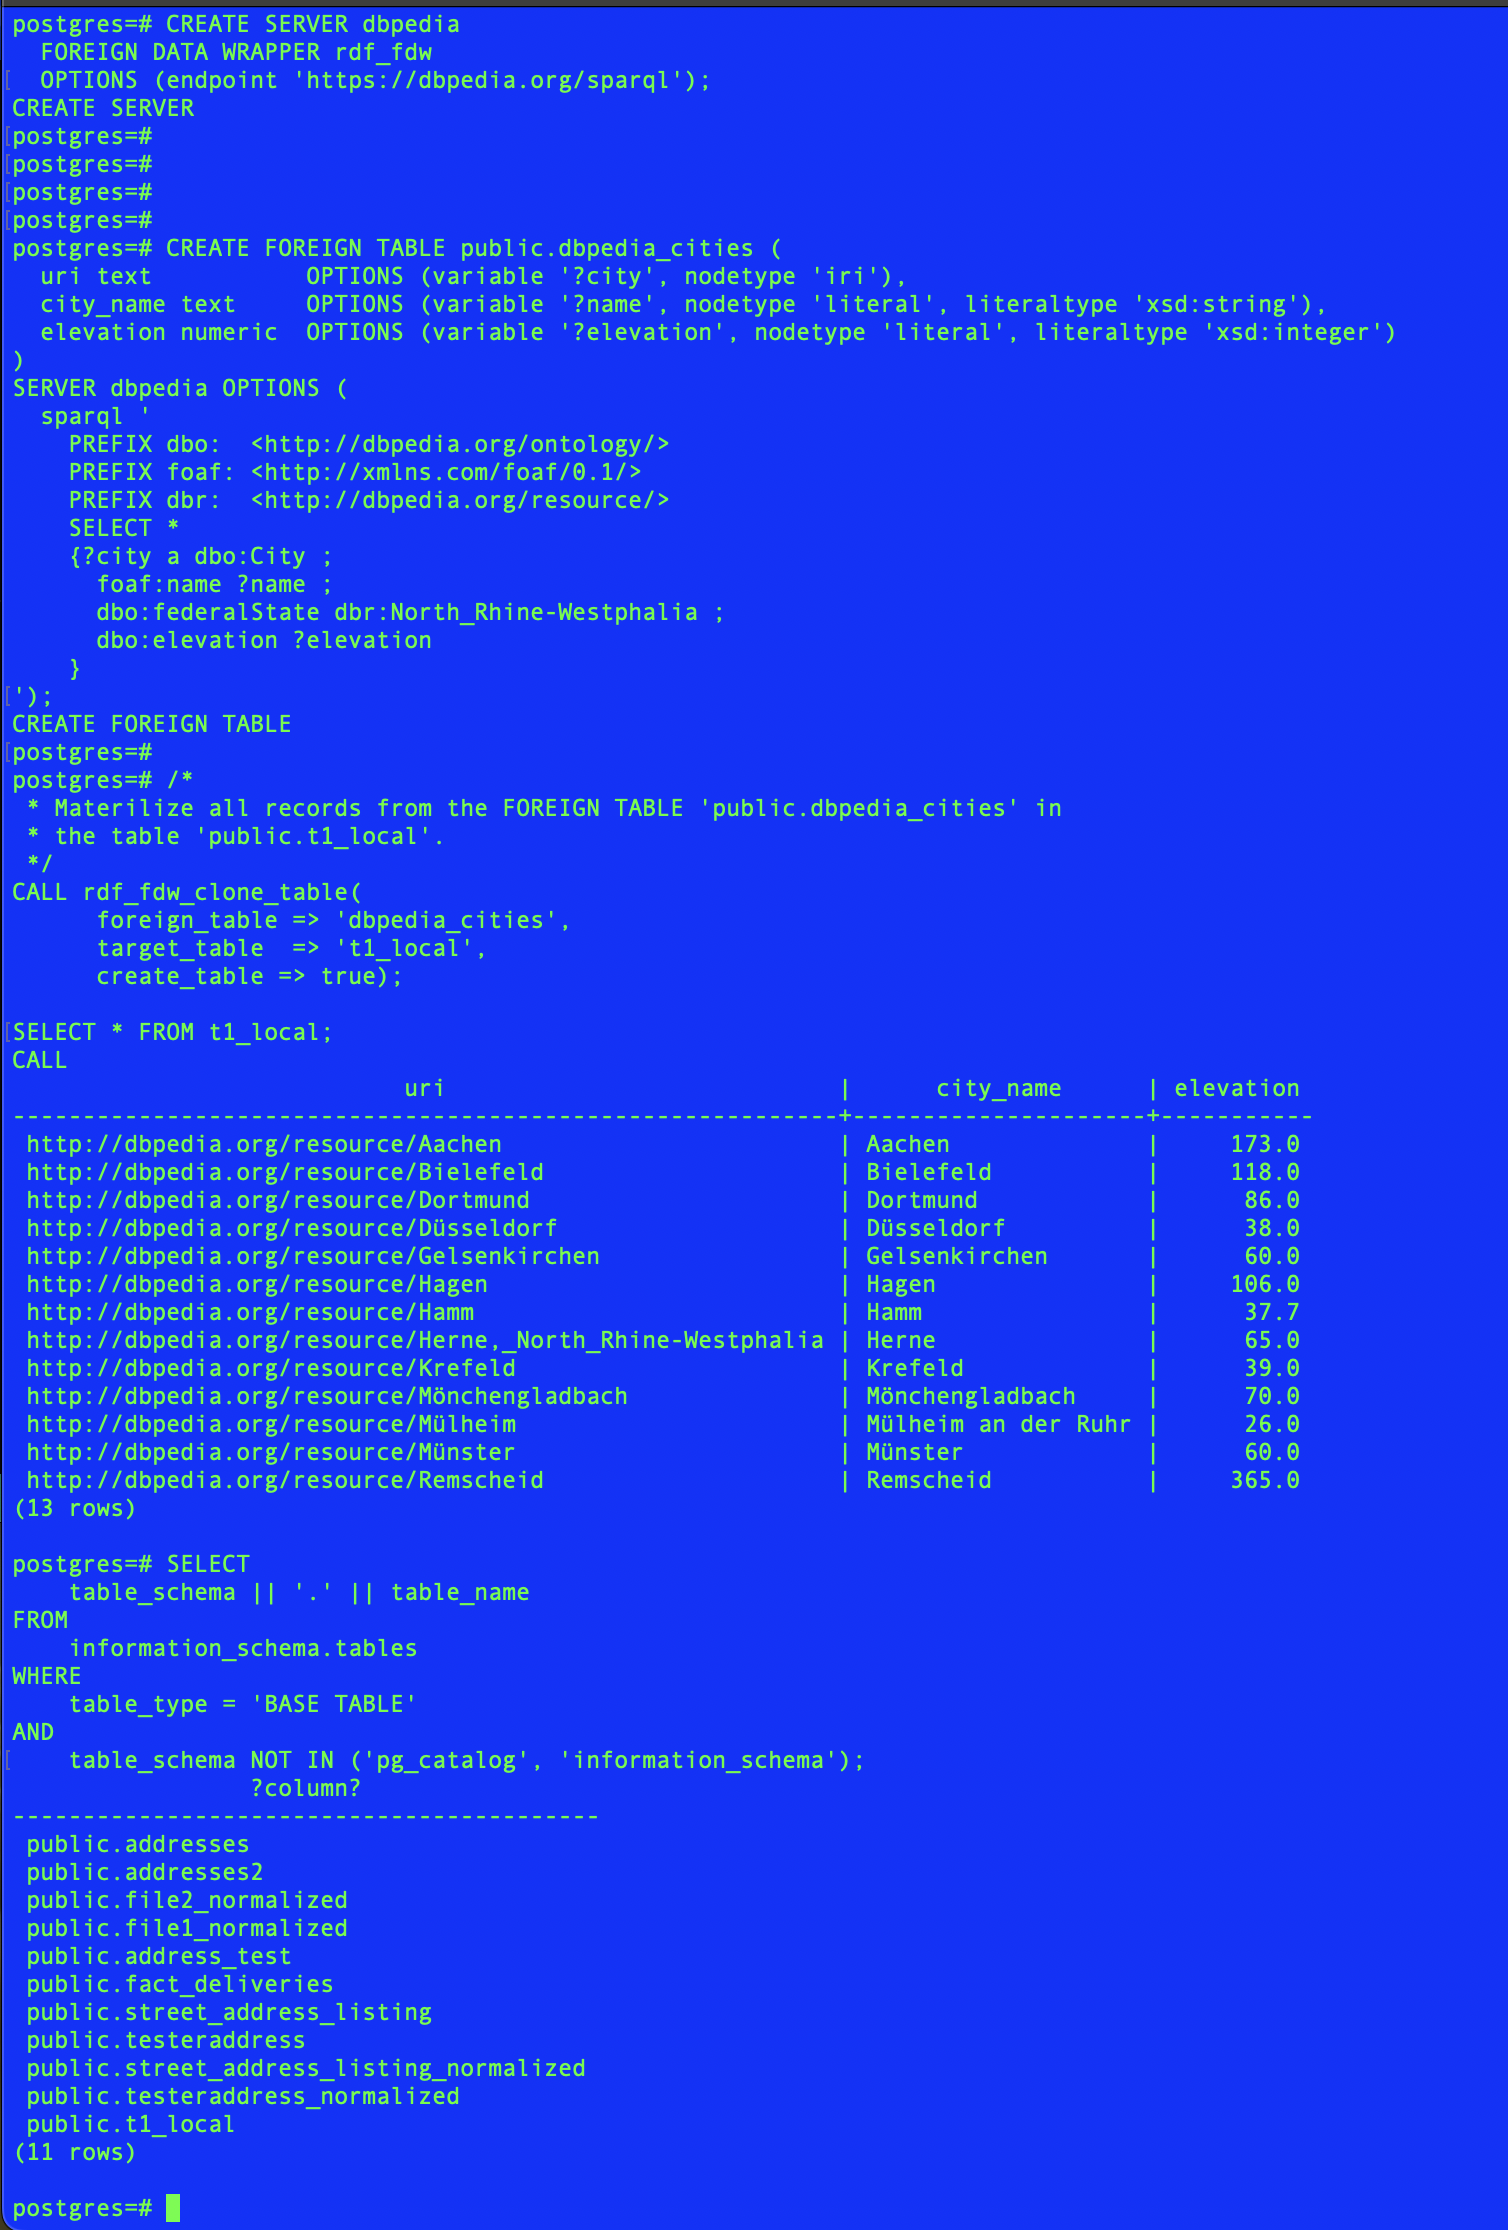 postgres=# CREATE SERVER dbpedia
  FOREIGN DATA WRAPPER rdf_fdw
[  OPTIONS (endpoint 'https://dbpedia.org/sparql');
CREATE SERVER
[postgres=#
[postgres=#
[postgres=#
[postgres=#
postgres=# CREATE FOREIGN TABLE public.dbpedia_cities (
  uri text           OPTIONS (variable '?city', nodetype 'iri'),
  city_name text     OPTIONS (variable '?name', nodetype 'literal', literaltype 'xsd:string'),
  elevation numeric  OPTIONS (variable '?elevation', nodetype 'literal', literaltype 'xsd:integer')
)
SERVER dbpedia OPTIONS (
  sparql '
    PREFIX dbo:  <http://dbpedia.org/ontology/>
    PREFIX foaf: <http://xmlns.com/foaf/0.1/>
    PREFIX dbr:  <http://dbpedia.org/resource/>
    SELECT *
    {?city a dbo:City ;
      foaf:name ?name ;
      dbo:federalState dbr:North_Rhine-Westphalia ;
      dbo:elevation ?elevation
    }
[');
CREATE FOREIGN TABLE
[postgres=#
postgres=# /*
 * Materilize all records from the FOREIGN TABLE 'public.dbpedia_cities' in
 * the table 'public.t1_local'.
 */
CALL rdf_fdw_clone_table(
      foreign_table => 'dbpedia_cities',
      target_table  => 't1_local',
      create_table => true);

[SELECT * FROM t1_local;
CALL
                            uri                            |      city_name      | elevation
-----------------------------------------------------------+---------------------+-----------
 http://dbpedia.org/resource/Aachen                        | Aachen              |     173.0
 http://dbpedia.org/resource/Bielefeld                     | Bielefeld           |     118.0
 http://dbpedia.org/resource/Dortmund                      | Dortmund            |      86.0
 http://dbpedia.org/resource/Düsseldorf                    | Düsseldorf          |      38.0
 http://dbpedia.org/resource/Gelsenkirchen                 | Gelsenkirchen       |      60.0
 http://dbpedia.org/resource/Hagen                         | Hagen               |     106.0
 http://dbpedia.org/resource/Hamm                          | Hamm                |      37.7
 http://dbpedia.org/resource/Herne,_North_Rhine-Westphalia | Herne               |      65.0
 http://dbpedia.org/resource/Krefeld                       | Krefeld             |      39.0
 http://dbpedia.org/resource/Mönchengladbach               | Mönchengladbach     |      70.0
 http://dbpedia.org/resource/Mülheim                       | Mülheim an der Ruhr |      26.0
 http://dbpedia.org/resource/Münster                       | Münster             |      60.0
 http://dbpedia.org/resource/Remscheid                     | Remscheid           |     365.0
(13 rows)

postgres=# SELECT
    table_schema || '.' || table_name
FROM
    information_schema.tables
WHERE
    table_type = 'BASE TABLE'
AND
[    table_schema NOT IN ('pg_catalog', 'information_schema');
                 ?column?
------------------------------------------
 public.addresses
 public.addresses2
 public.file2_normalized
 public.file1_normalized
 public.address_test
 public.fact_deliveries
 public.street_address_listing
 public.testeraddress
 public.street_address_listing_normalized
 public.testeraddress_normalized
 public.t1_local
(11 rows)

postgres=#